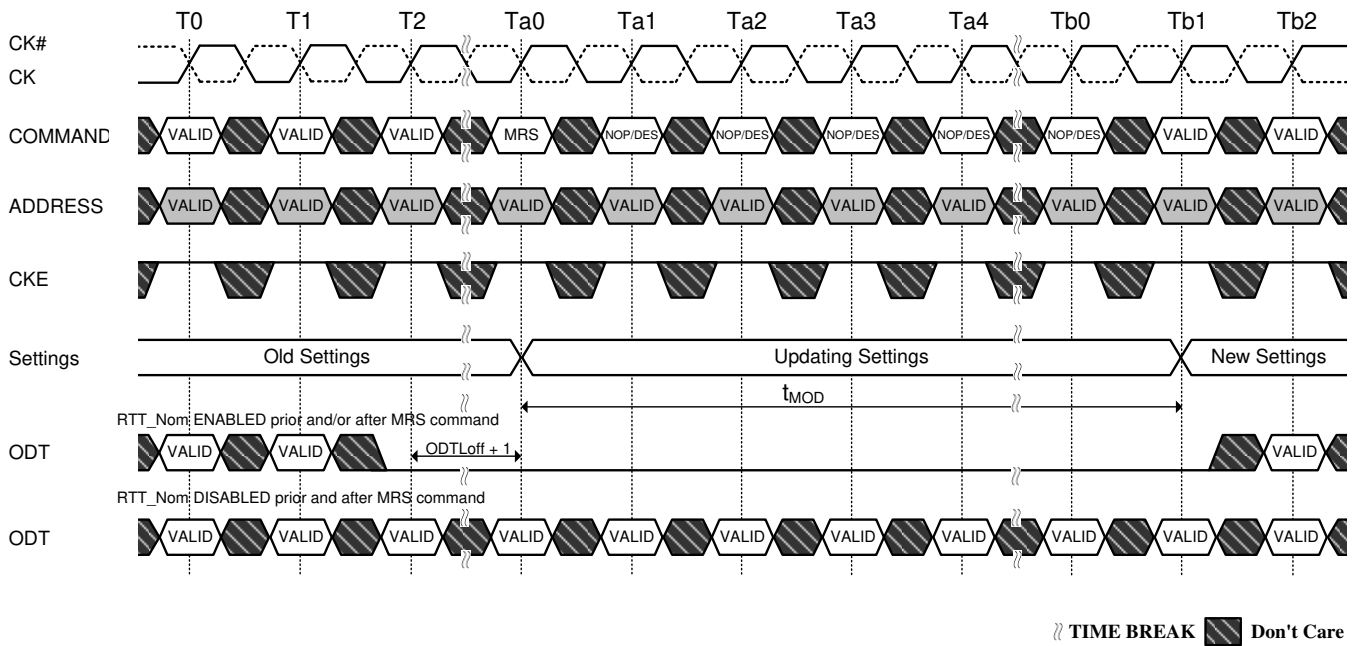 T0 T1 T2 Ta0 Ta1 Ta2 Ta3 Ta4 Tb0 Tb1 Tb2
CK#
CK
COMMAND VALID VALID VALID MRS NOP/DES NOP/DES NOP/DES NOP/DES NOP/DES VALID VALID
ADDRESS VALID VALID VALID VALID VALID VALID VALID VALID VALID VALID VALID
CKE
Settings Old Settings Updating Settings New Settings
tMOD
RTT_Nom ENABLED prior and/or after MRS command
ODT VALID VALID ODTLoff + 1 VALID
RTT_Nom DISABLED prior and after MRS command
ODT VALID VALID VALID VALID VALID VALID VALID VALID VALID VALID VALID
TIME BREAK Don't Care